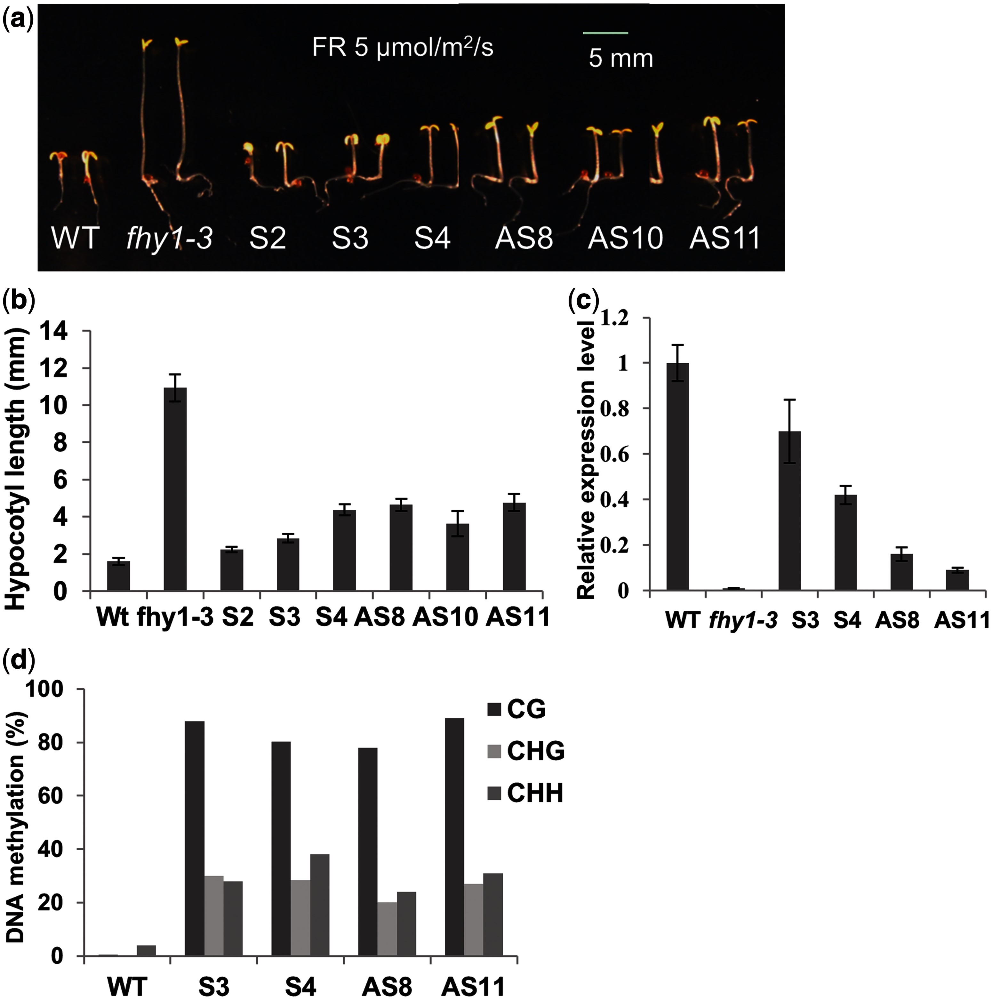 (a)
FR 5 µmol/m²/s
5 mm
WT fhy1-3 S2 S3 S4 AS8 AS10 AS11
(b)
Hypocotyl length (mm)
14
12
10
8
6
4
2
0
Wt fhy1-3 S2 S3 S4 AS8 AS10 AS11
(c)
Relative expression level
1.2
1
0.8
0.6
0.4
0.2
0
WT fhy1-3 S3 S4 AS8 AS11
(d)
DNA methylation (%)
100
80
60
40
20
0
CG
CHG
CHH
WT S3 S4 AS8 AS11